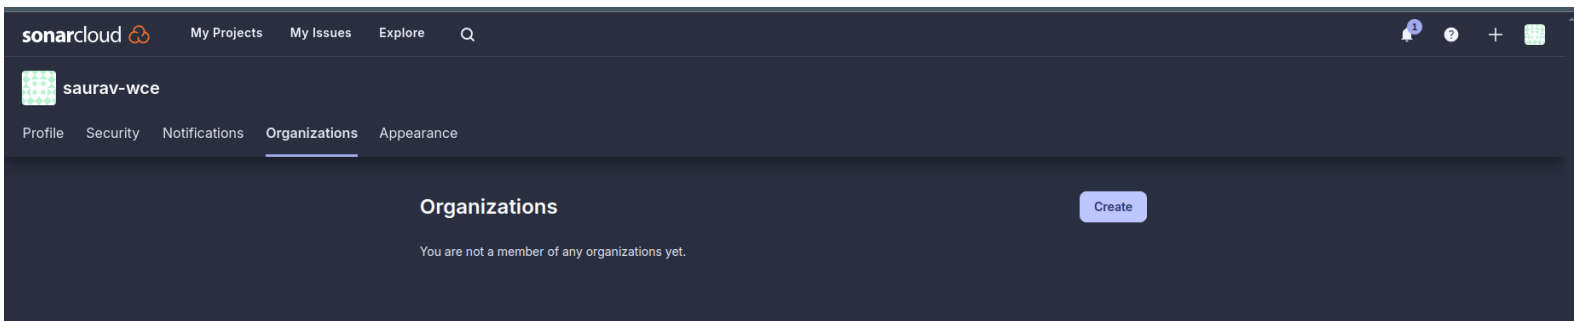 sonarcloud My Projects My Issues Explore 1 ?
saurav-wce
Profile Security Notifications Organizations Appearance
Organizations Create
You are not a member of any organizations yet.